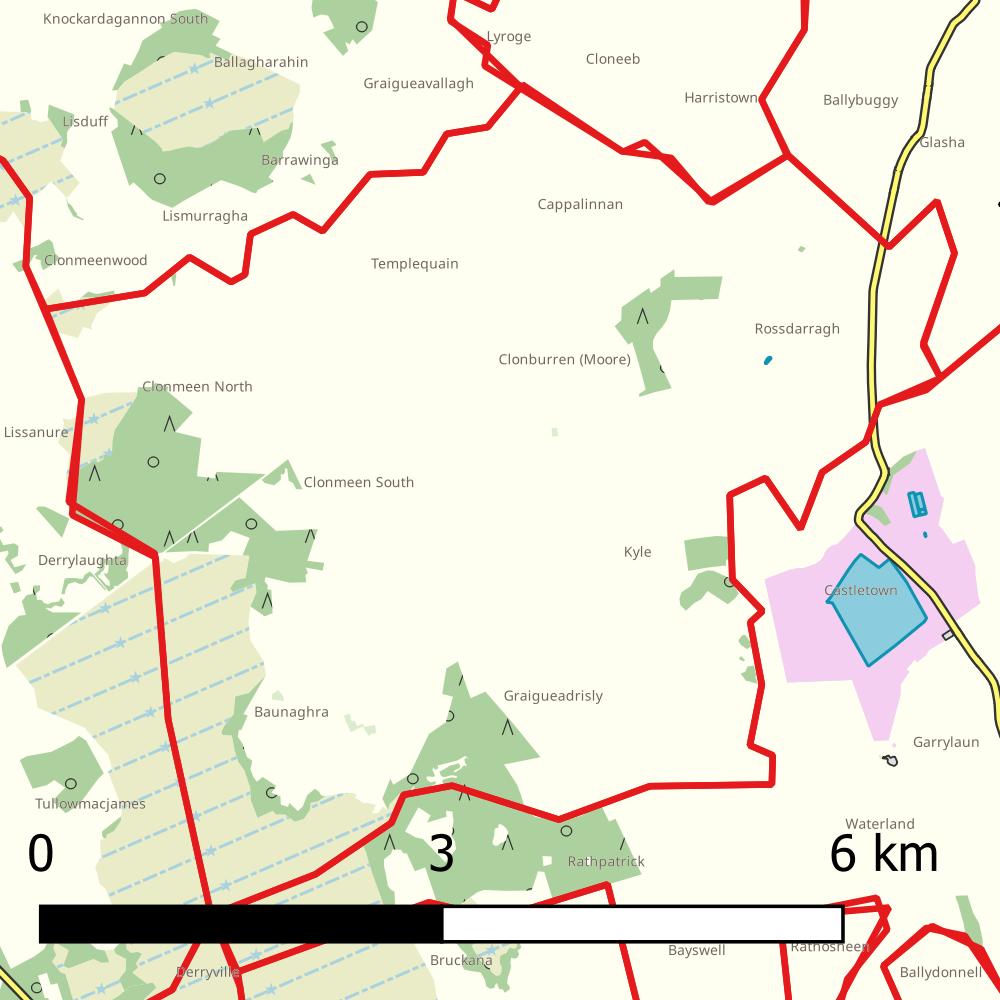 Knockardagannon South
Lyroge
Ballagharahin
Cloneeb
Graigueavallagh
Harristown
Ballybuggy
Lisduff
Glasha
Barrawinga
Cappalinnan
Lismurragha
Clonmeenwood
Templequain
Rossdarragh
Clonburren (Moore)
Clonmeen North
Lissanure
Clonmeen South
Kyle
Derrylaughta
Castletown
Graigueadrisly
Baunaghra
Garrylaun
Tullowmacjames
Waterland
0 3 6 km
Rathpatrick
Rathosheen
Bayswell
Bruckana
Derryville
Ballydonnell